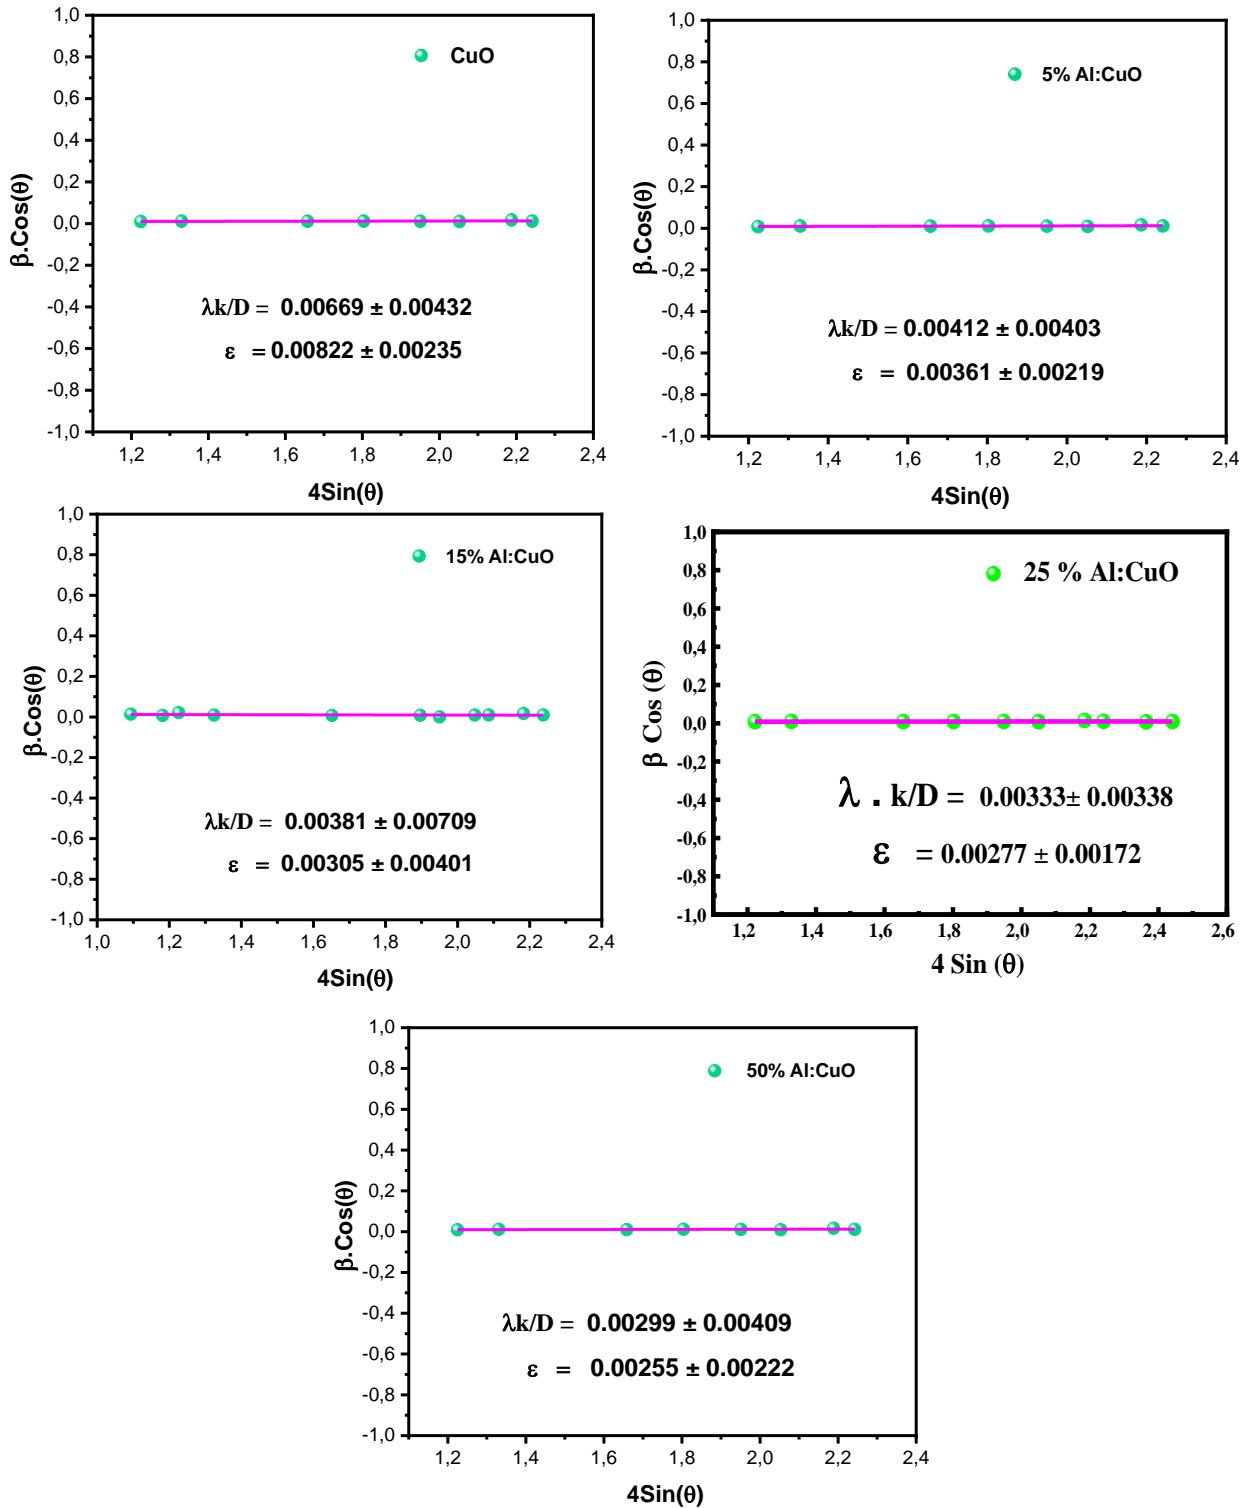 1,0
0,8
0,6
0,4
0,2
0,0
-0,2
-0,4
-0,6
-0,8
-1,0
β.Cos(θ)
CuO
λk/D = 0.00669 ± 0.00432
ε = 0.00822 ± 0.00235
1,2 1,4 1,6 1,8 2,0 2,2 2,4
4Sin(θ)
1,0
0,8
0,6
0,4
0,2
0,0
-0,2
-0,4
-0,6
-0,8
-1,0
β.Cos(θ)
5% Al:CuO
λk/D = 0.00412 ± 0.00403
ε = 0.00361 ± 0.00219
1,2 1,4 1,6 1,8 2,0 2,2 2,4
4Sin(θ)
1,0
0,8
0,6
0,4
0,2
0,0
-0,2
-0,4
-0,6
-0,8
-1,0
β.Cos(θ)
15% Al:CuO
λk/D = 0.00381 ± 0.00709
ε = 0.00305 ± 0.00401
1,0 1,2 1,4 1,6 1,8 2,0 2,2 2,4
4Sin(θ)
1,0
0,8
0,6
0,4
0,2
0,0
-0,2
-0,4
-0,6
-0,8
-1,0
β Cos (θ)
25 % Al:CuO
λ . k/D = 0.00333± 0.00338
ε = 0.00277 ± 0.00172
1,2 1,4 1,6 1,8 2,0 2,2 2,4 2,6
4 Sin (θ)
1,0
0,8
0,6
0,4
0,2
0,0
-0,2
-0,4
-0,6
-0,8
-1,0
β.Cos(θ)
50% Al:CuO
λk/D = 0.00299 ± 0.00409
ε = 0.00255 ± 0.00222
1,2 1,4 1,6 1,8 2,0 2,2 2,4
4Sin(θ)